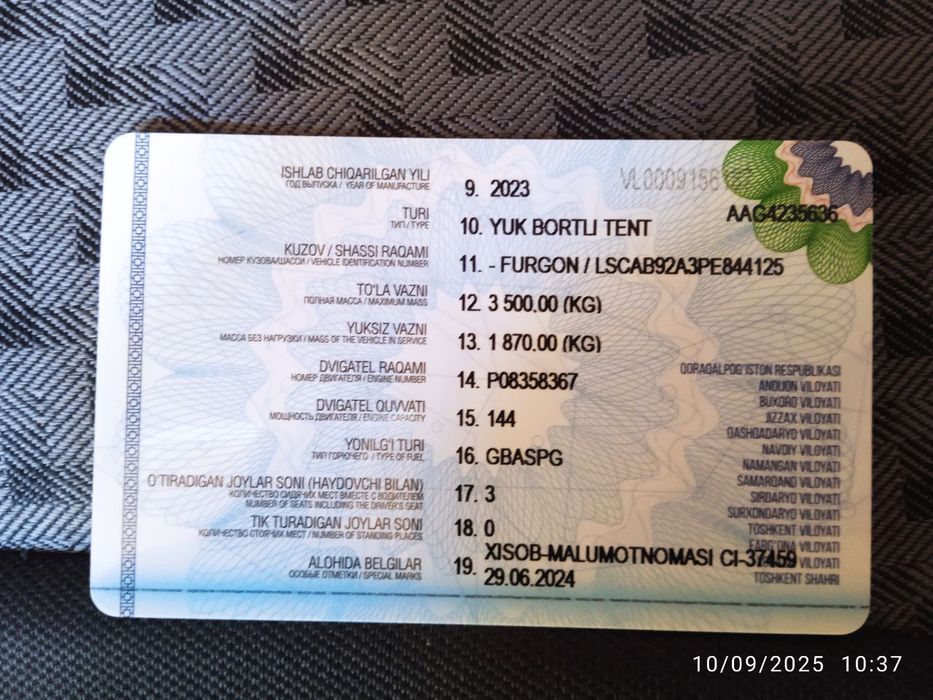 VL0009156
AAG4235636
ISHLAB CHIQARILGAN YILI
ГОД ВЫПУСКА / YEAR OF MANUFACTURE
9. 2023
TURI
ТИП / TYPE
10. YUK BORTLI TENT
KUZOV / SHASSI RAQAMI
НОМЕР КУЗОВА/ШАССИ / VEHICLE IDENTIFICATION NUMBER
11. - FURGON / LSCAB92A3PE844125
TO'LA VAZNI
ПОЛНАЯ МАССА / MAXIMUM MASS
12. 3 500.00 (KG)
YUKSIZ VAZNI
МАССА БЕЗ НАГРУЗКИ / MASS OF THE VEHICLE IN SERVICE
13. 1 870.00 (KG)
DVIGATEL RAQAMI
НОМЕР ДВИГАТЕЛЯ / ENGINE NUMBER
14. P08358367
DVIGATEL QUVVATI
МОЩНОСТЬ ДВИГАТЕЛЯ / ENGINE CAPACITY
15. 144
YONILG'I TURI
ТИП ГОРЮЧЕГО / TYPE OF FUEL
16. GBASPG
O'TIRADIGAN JOYLAR SONI (HAYDOVCHI BILAN)
КОЛИЧЕСТВО СИДЯЧИХ МЕСТ ВМЕСТЕ С ВОДИТЕЛЕМ
NUMBER OF SEATS INCLUDING THE DRIVER'S SEAT
17. 3
TIK TURADIGAN JOYLAR SONI
КОЛИЧЕСТВО СТОЯЧИХ МЕСТ / NUMBER OF STANDING PLACES
18. 0
ALOHIDA BELGILAR
ОСОБЫЕ ОТМЕТКИ / SPECIAL MARKS
19. XISOB-MALUMOTNOMASI CI-37459
29.06.2024
QORAQALPOG'ISTON RESPUBLIKASI
ANDIJON VILOYATI
BUXORO VILOYATI
JIZZAX VILOYATI
QASHQADARYO VILOYATI
NAVOIY VILOYATI
NAMANGAN VILOYATI
SAMARQAND VILOYATI
SIRDARYO VILOYATI
SURXONDARYO VILOYATI
TOSHKENT VILOYATI
FARG'ONA VILOYATI
VILOYATI
TOSHKENT SHAHRI
10/09/2025 10:37